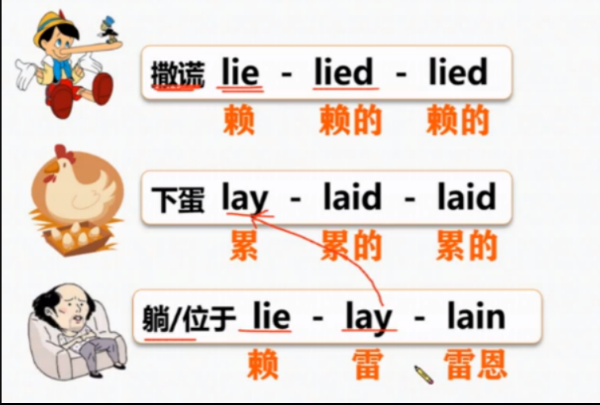 撒谎 lie - lied - lied
赖 赖的 赖的
下蛋 lay - laid - laid
累 累的 累的
躺/位于 lie - lay - lain
赖 雷 雷恩